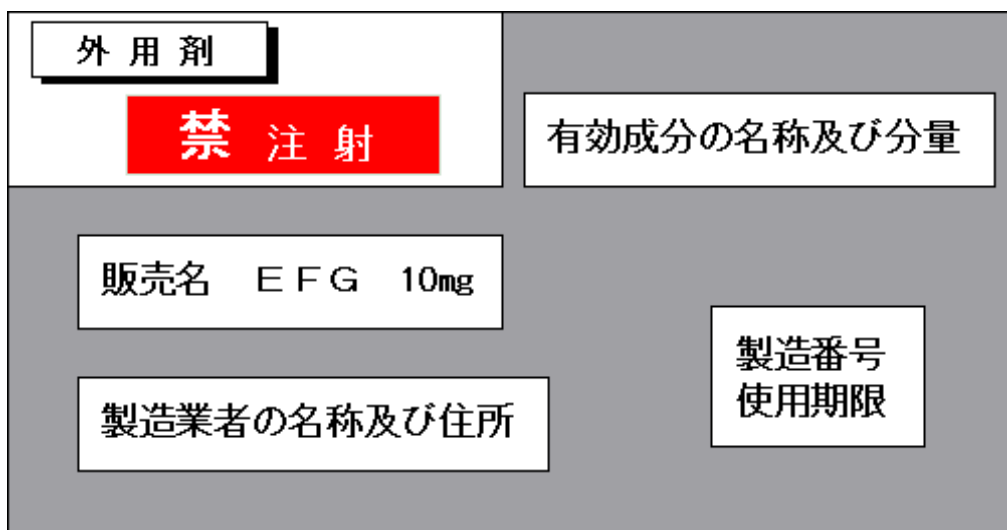 外 用 剤
禁 注 射
有効成分の名称及び分量
販売名　ＥＦＧ　10mg
製造番号
使用期限
製造業者の名称及び住所